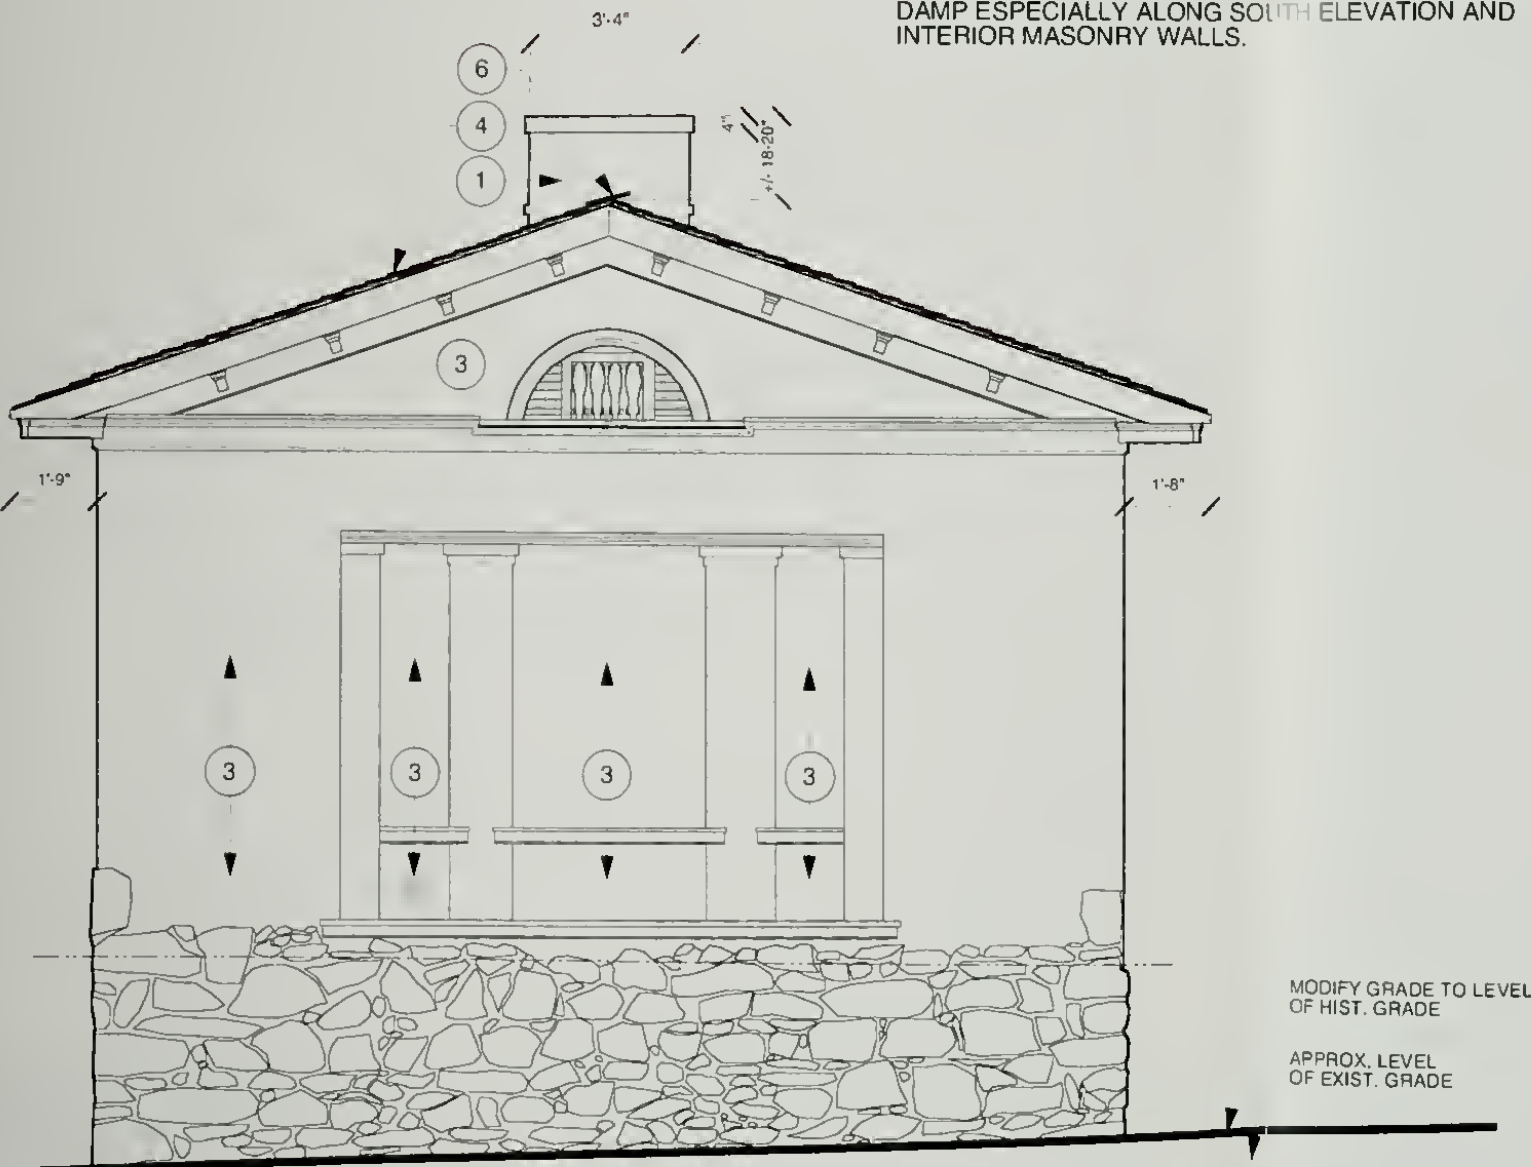 DAMP ESPECIALLY ALONG SOUTH ELEVATION AND
INTERIOR MASONRY WALLS.
3'-4"
6
4
1
4"
+/- 18-20"
3
1'-9"
1'-8"
3
3
3
3
MODIFY GRADE TO LEVEL
OF HIST. GRADE
APPROX. LEVEL
OF EXIST. GRADE